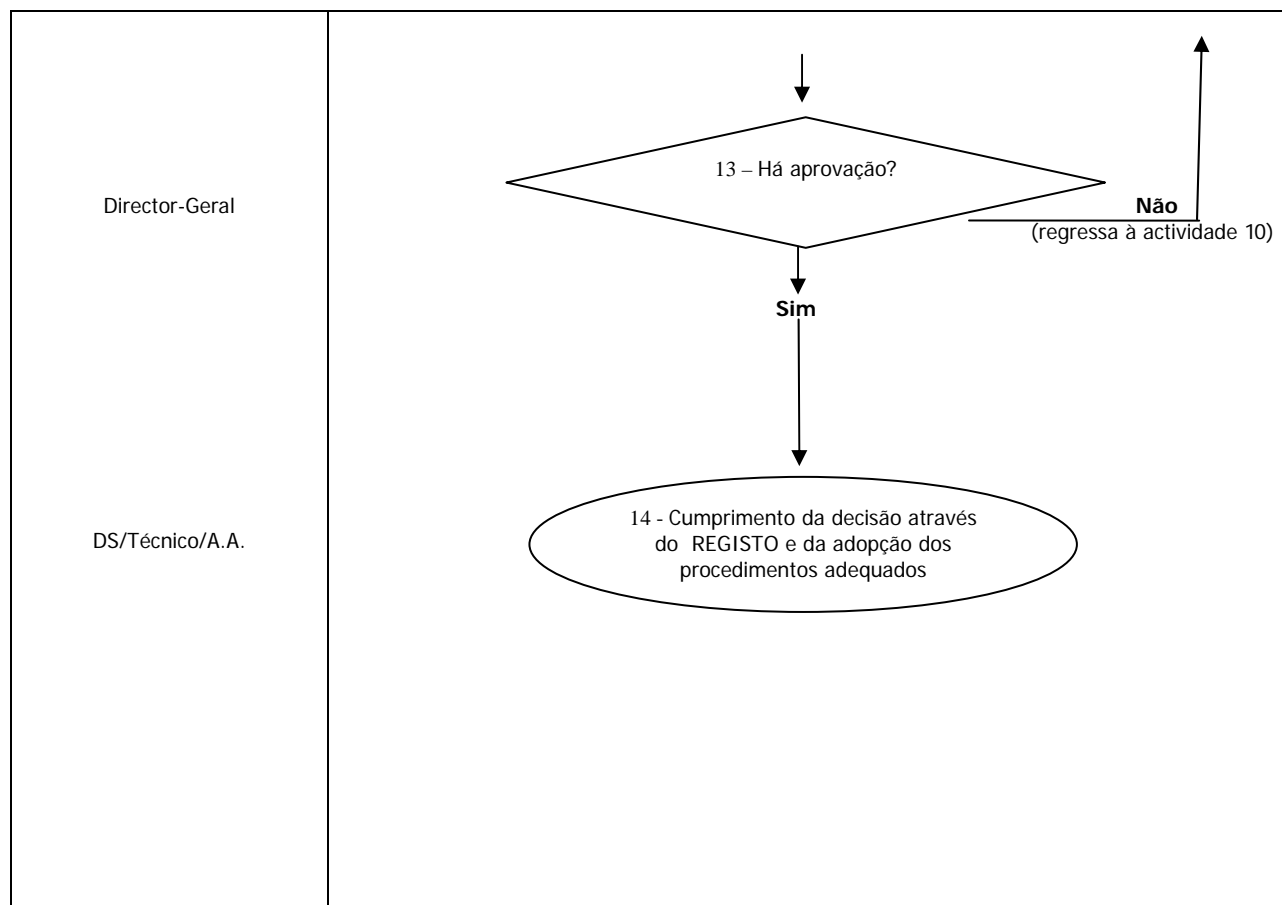 13 – Há aprovação?
Director-Geral
Não
(regressa à actividade 10)
Sim
14 - Cumprimento da decisão através
do REGISTO e da adopção dos
procedimentos adequados
DS/Técnico/A.A.